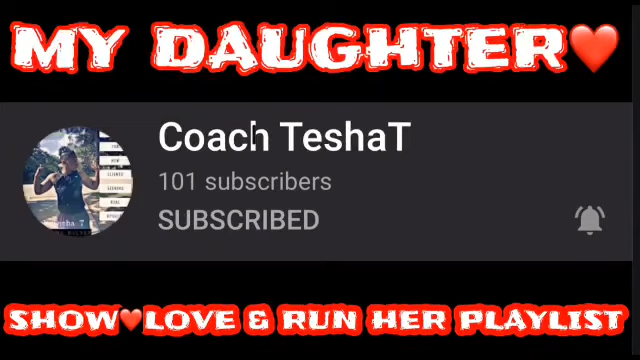 MY DAUGHTER❤️
Coach TeshaT
101 subscribers
SUBSCRIBED
SHOW❤️LOVE & RUN HER PLAYLIST